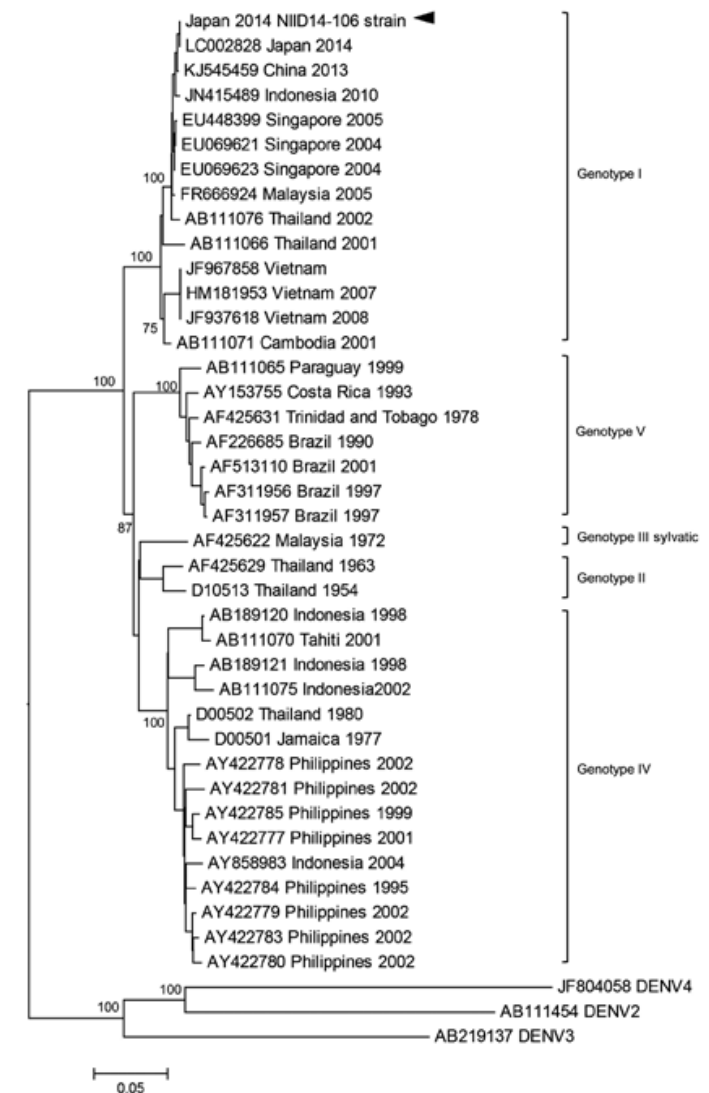 Japan 2014 NIID14-106 strain
LC002828 Japan 2014
KJ545459 China 2013
JN415489 Indonesia 2010
EU448399 Singapore 2005
EU069621 Singapore 2004
EU069623 Singapore 2004
100
Genotype I
FR666924 Malaysia 2005
AB111076 Thailand 2002
AB111066 Thailand 2001
100
JF967858 Vietnam
HM181953 Vietnam 2007
JF937618 Vietnam 2008
75
AB111071 Cambodia 2001
AB111065 Paraguay 1999
100
100
AY153755 Costa Rica 1993
AF425631 Trinidad and Tobago 1978
Genotype V
AF226685 Brazil 1990
AF513110 Brazil 2001
AF311956 Brazil 1997
AF311957 Brazil 1997
87
AF425622 Malaysia 1972
Genotype III sylvatic
AF425629 Thailand 1963
Genotype II
D10513 Thailand 1954
AB189120 Indonesia 1998
AB111070 Tahiti 2001
AB189121 Indonesia 1998
AB111075 Indonesia2002
D00502 Thailand 1980
100
D00501 Jamaica 1977
AY422778 Philippines 2002
Genotype IV
AY422781 Philippines 2002
AY422785 Philippines 1999
AY422777 Philippines 2001
AY858983 Indonesia 2004
AY422784 Philippines 1995
AY422779 Philippines 2002
AY422783 Philippines 2002
AY422780 Philippines 2002
100
JF804058 DENV4
100
AB111454 DENV2
AB219137 DENV3
0.05